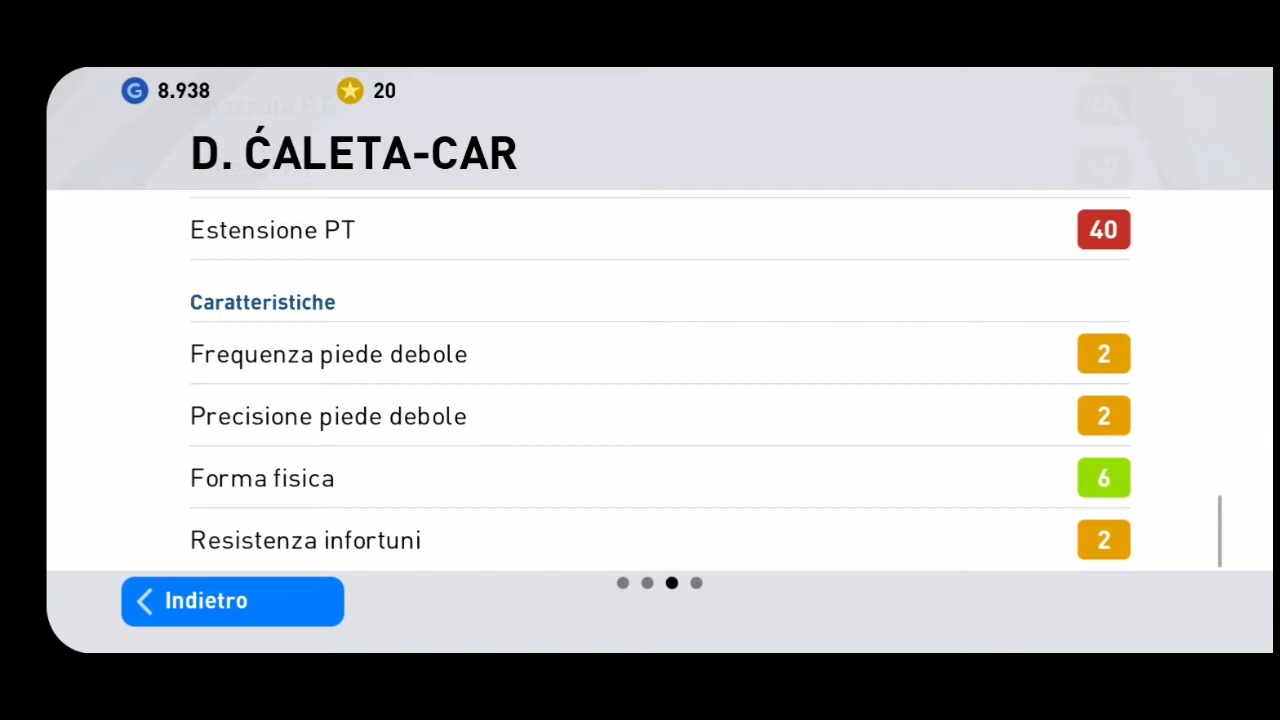 G 8.938 20
D. ĆALETA-CAR
Estensione PT 40
Caratteristiche
Frequenza piede debole 2
Precisione piede debole 2
Forma fisica 6
Resistenza infortuni 2
Indietro